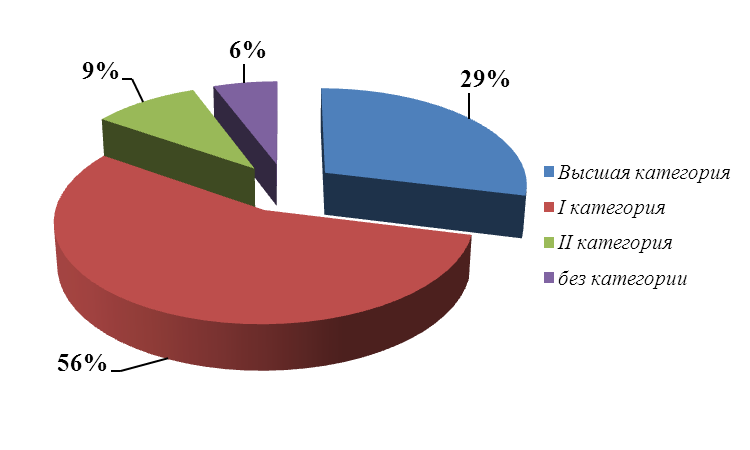 6%
9%
29%
Высшая категория
I категория
II категория
без категории
56%